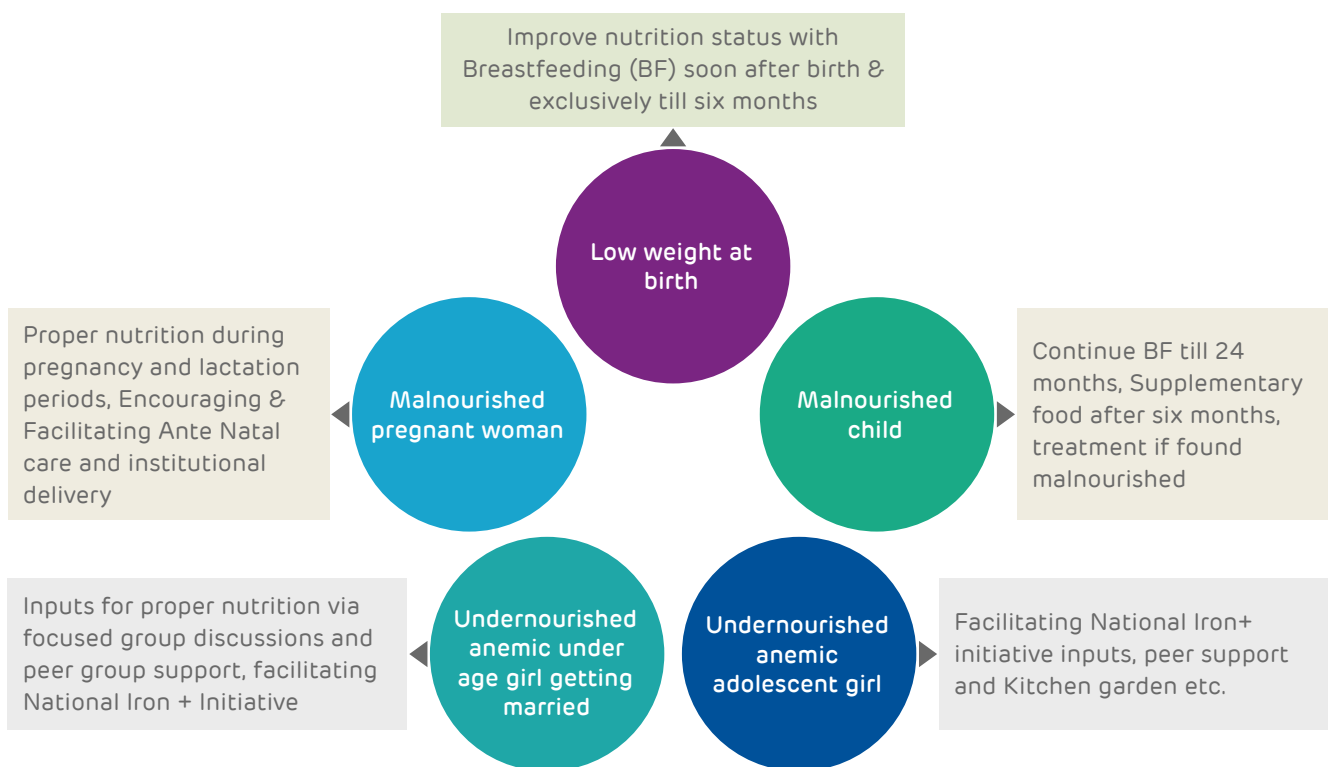 Improve nutrition status with
Breastfeeding (BF) soon after birth &
exclusively till six months
Low weight at
birth
Proper nutrition during
pregnancy and lactation
periods, Encouraging &
Facilitating Ante Natal
care and institutional
delivery
Malnourished
pregnant woman
Malnourished
child
Continue BF till 24
months, Supplementary
food after six months,
treatment if found
malnourished
Inputs for proper nutrition via
focused group discussions and
peer group support, facilitating
National Iron + Initiative
Undernourished
anemic under
age girl getting
married
Undernourished
anemic
adolescent girl
Facilitating National Iron+
initiative inputs, peer support
and Kitchen garden etc.